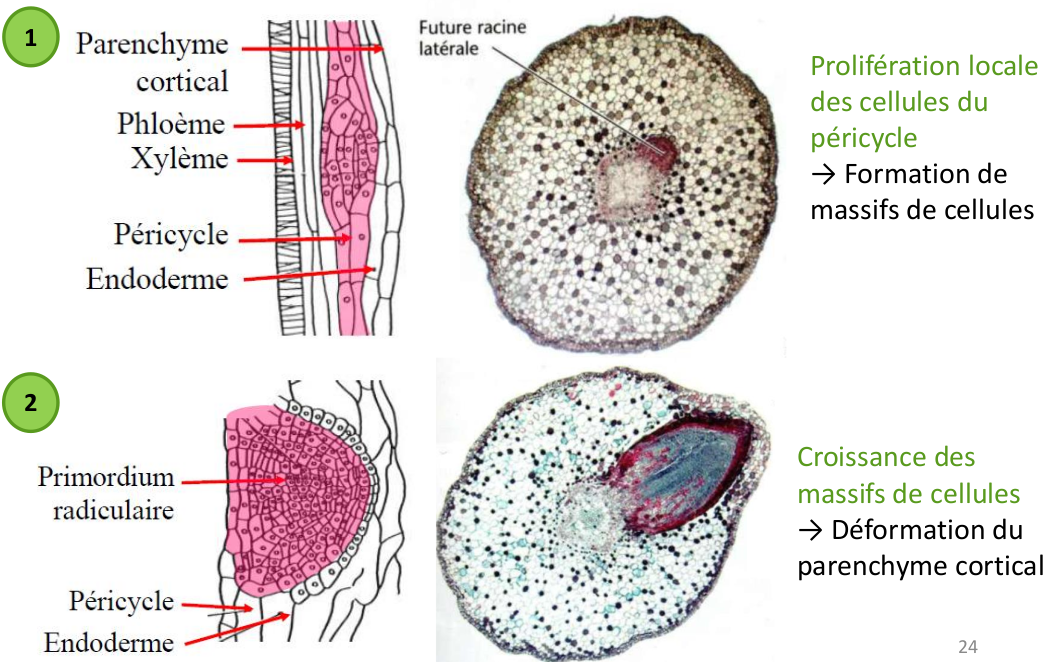 1
Parenchyme
cortical
Phloème
Xylème
Péricycle
Endoderme
Future racine
latérale
Prolifération locale
des cellules du
péricycle
→ Formation de
massifs de cellules
2
Primordium
radiculaire
Péricycle
Endoderme
Croissance des
massifs de cellules
→ Déformation du
parenchyme cortical
24